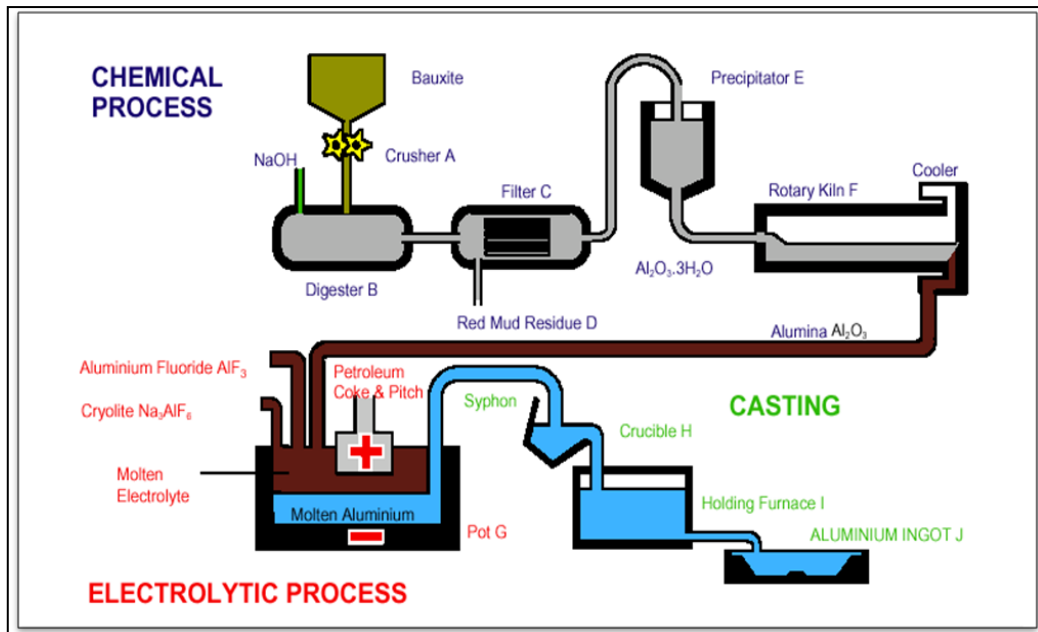 CHEMICAL
PROCESS
Bauxite
Precipitator E
NaOH
Crusher A
Filter C
Cooler
Rotary Kiln F
Digester B
Al₂O₃.3H₂O
Red Mud Residue D
Alumina Al₂O₃
Aluminium Fluoride AlF₃
Petroleum
Coke & Pitch
Cryolite Na₃AlF₆
Syphon
CASTING
Crucible H
+
Molten
Electrolyte
Holding Furnace I
Molten Aluminium
Pot G
ALUMINIUM INGOT J
−
ELECTROLYTIC PROCESS